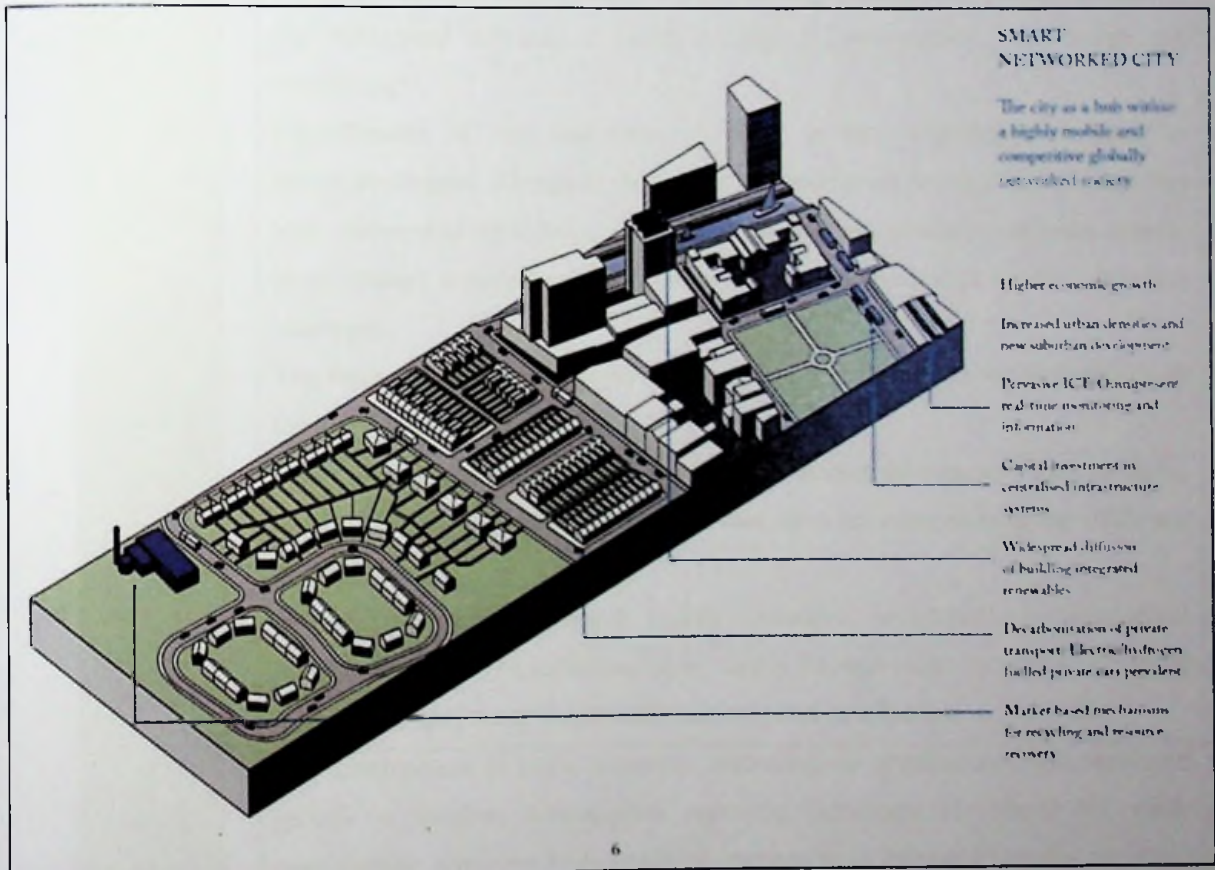 SMART
NETWORKED CITY
The city as a hub within
a highly mobile and
competitive globally
networked society
Higher economic growth
Increased urban densities and
new suburban development
Pervasive ICT. Omnipresent
real-time monitoring and
information
Capital investment in
centralised infrastructure
systems
Widespread diffusion
of building integrated
renewables
Decarbonisation of private
transport. Electric/hydrogen
fuelled private cars prevalent
Market based mechanisms
for recycling and resource
recovery
6